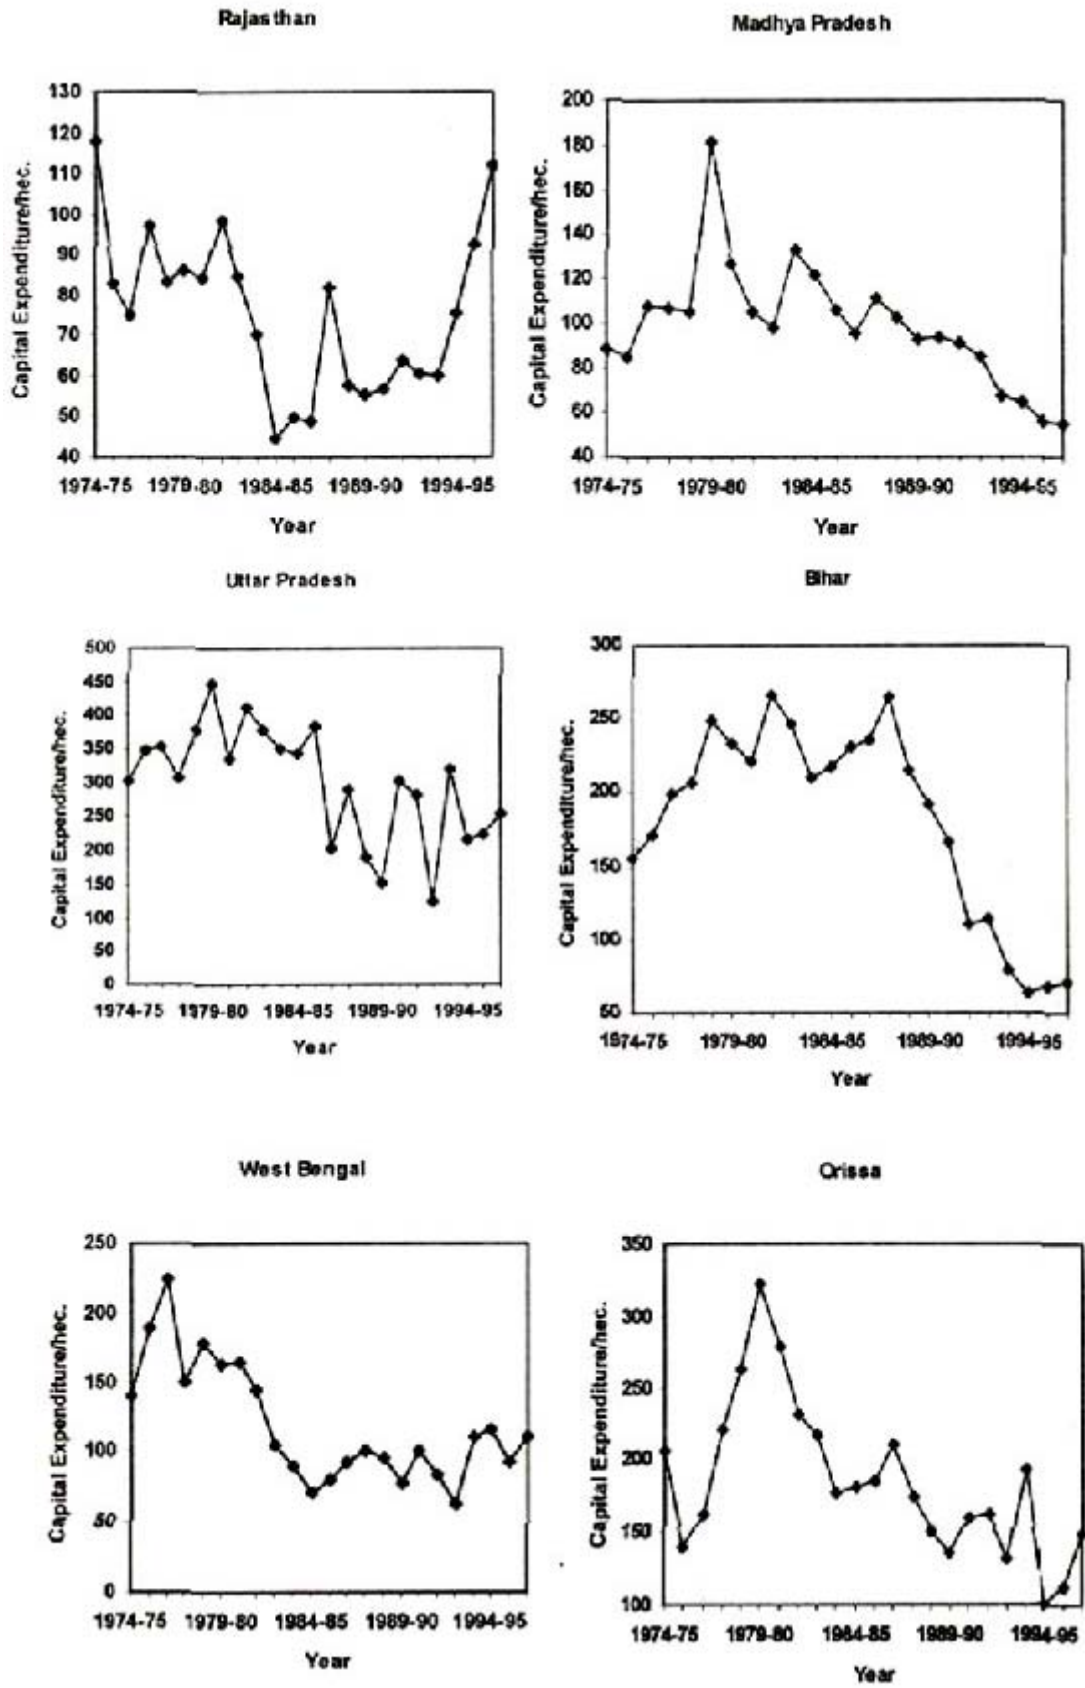 Rajasthan
Capital Expenditure/hec.
130
120
110
100
90
80
70
60
50
40
1974-75 1979-80 1984-85 1989-90 1994-95
Year
Madhya Pradesh
Capital Expenditure/hec.
200
180
160
140
120
100
80
60
40
1974-75 1979-80 1984-85 1989-90 1994-95
Year
Uttar Pradesh
Capital Expenditure/hec.
500
450
400
350
300
250
200
150
100
50
0
1974-75 1979-80 1984-85 1989-90 1994-95
Year
Bihar
Capital Expenditure/hec.
300
250
200
150
100
50
1974-75 1979-80 1984-85 1989-90 1994-95
Year
West Bengal
Capital Expenditure/hec.
250
200
150
100
50
0
1974-75 1979-80 1984-85 1989-90 1994-95
Year
Orissa
Capital Expenditure/hec.
350
300
250
200
150
100
1974-75 1979-80 1984-85 1989-90 1994-95
Year